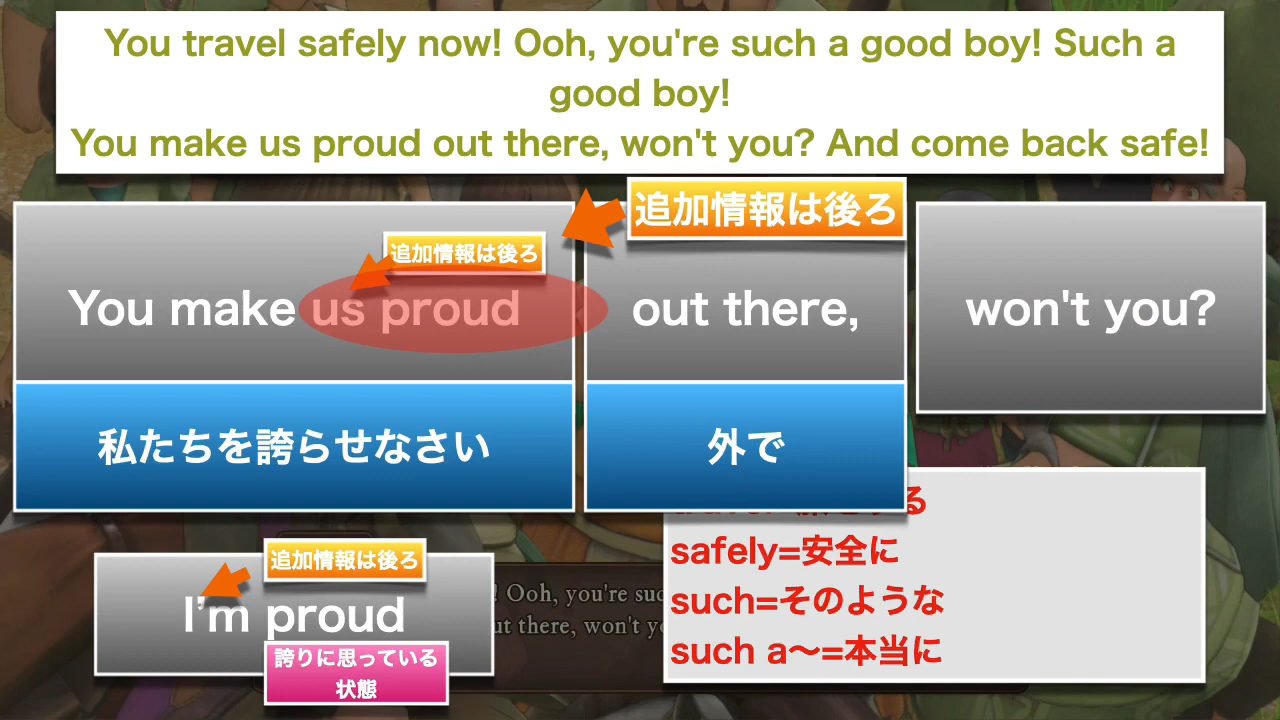 You travel safely now! Ooh, you're such a good boy! Such a
good boy!
You make us proud out there, won't you? And come back safe!
追加情報は後ろ
追加情報は後ろ
You make us proud
out there,
won't you?
私たちを誇らせなさい
外で
safely=安全に
such=そのような
such a〜=本当に
追加情報は後ろ
I'm proud
誇りに思っている
状態
! Ooh, you're suc
ut there, won't y